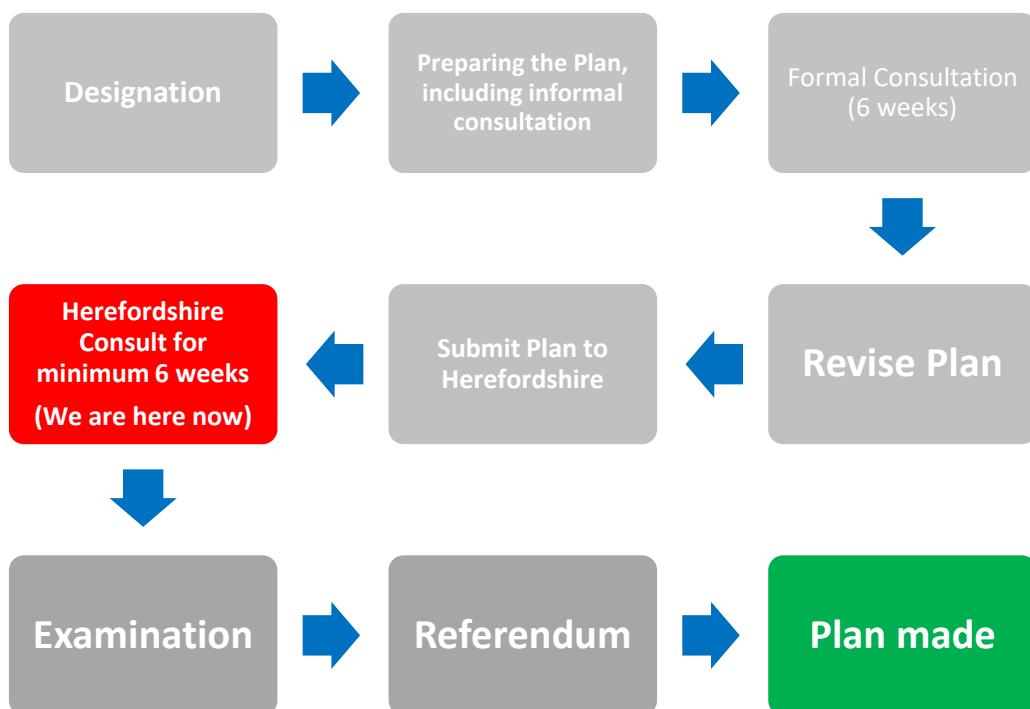 Designation
Preparing the Plan,
including informal
consultation
Formal Consultation
(6 weeks)
Revise Plan
Submit Plan to
Herefordshire
Herefordshire
Consult for
minimum 6 weeks
(We are here now)
Examination
Referendum
Plan made